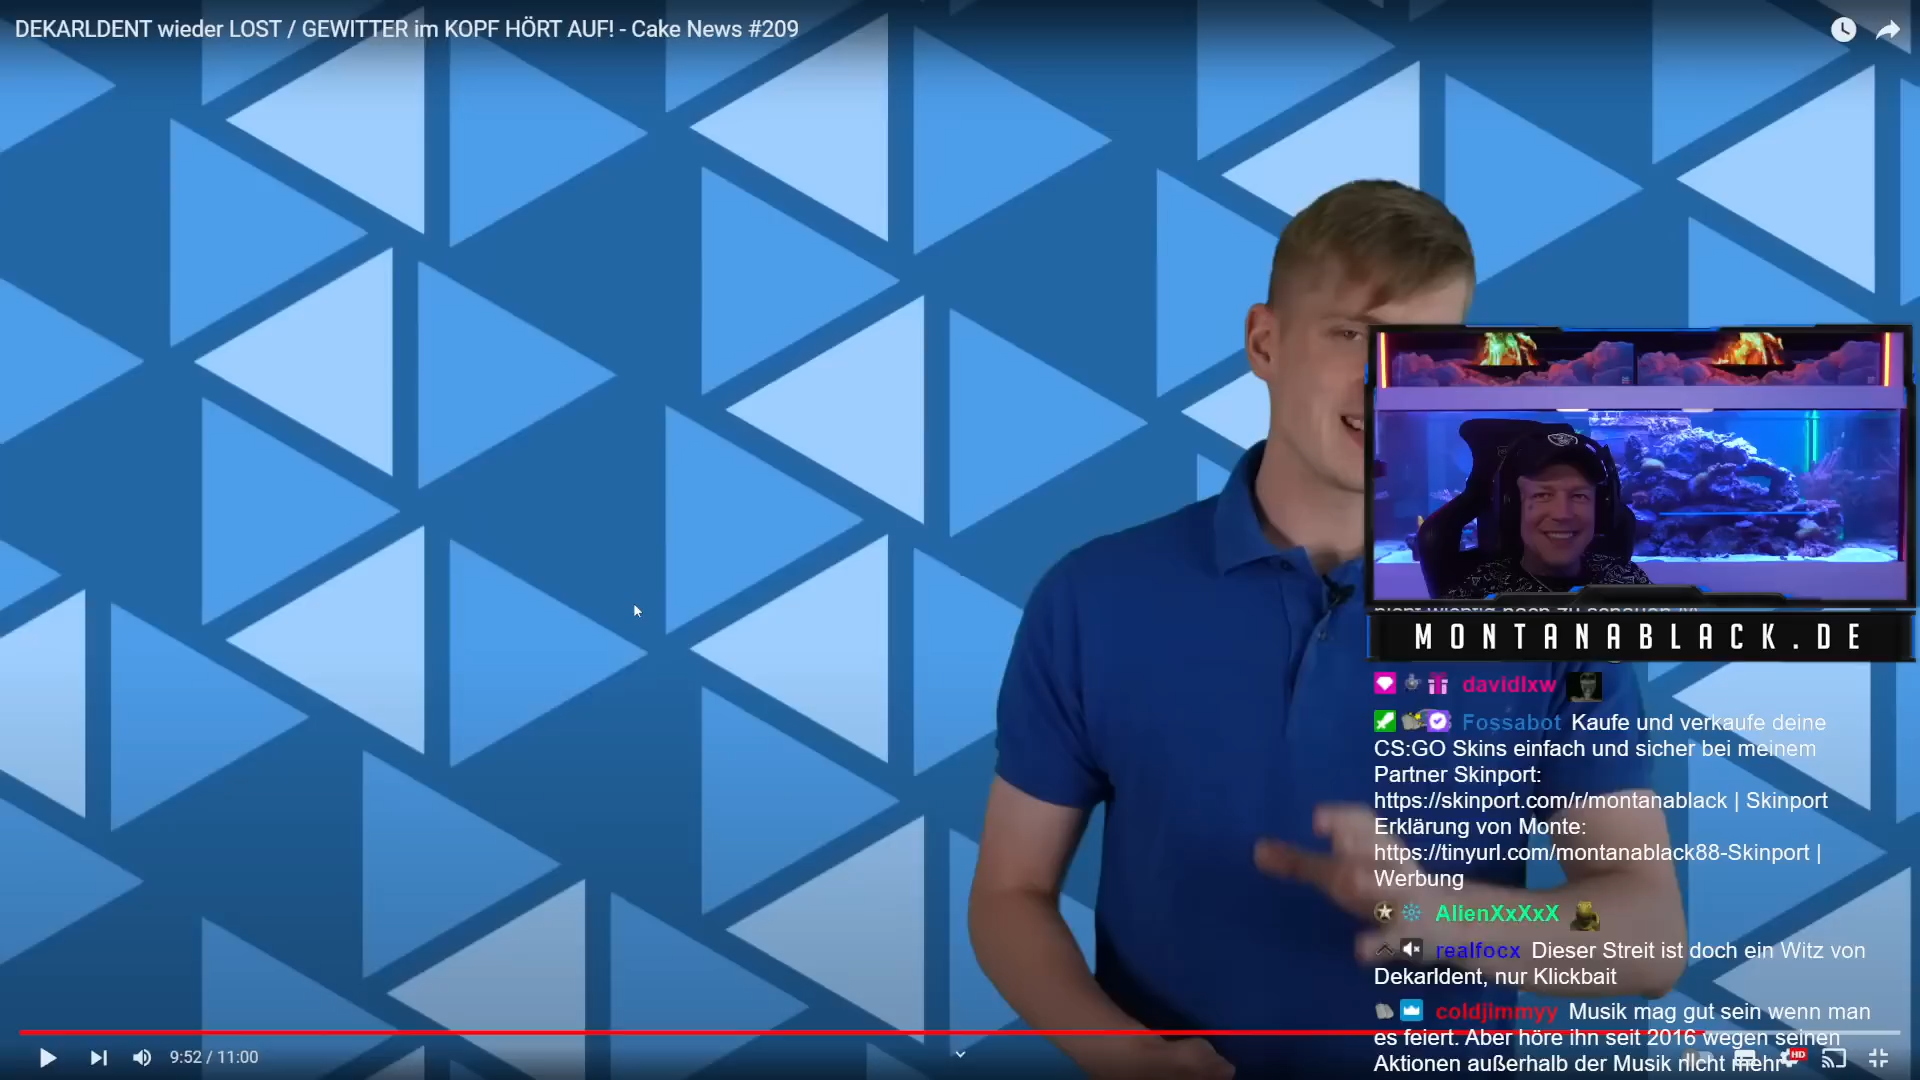 DEKARLDENT wieder LOST / GEWITTER im KOPF HÖRT AUF! - Cake News #209
MONTANABLACK.DE
davidlxw
Fossabot Kaufe und verkaufe deine
CS:GO Skins einfach und sicher bei meinem
Partner Skinport:
https://skinport.com/r/montanablack | Skinport
Erklärung von Monte:
https://tinyurl.com/montanablack88-Skinport |
Werbung
AlienXxXxX
realfocx Dieser Streit ist doch ein Witz von
Dekarldent, nur Klickbait
coldjimmyy Musik mag gut sein wenn man
es feiert. Aber höre ihn seit 2016 wegen seinen
Aktionen außerhalb der Musik nicht mehr
9:52 / 11:00
HD